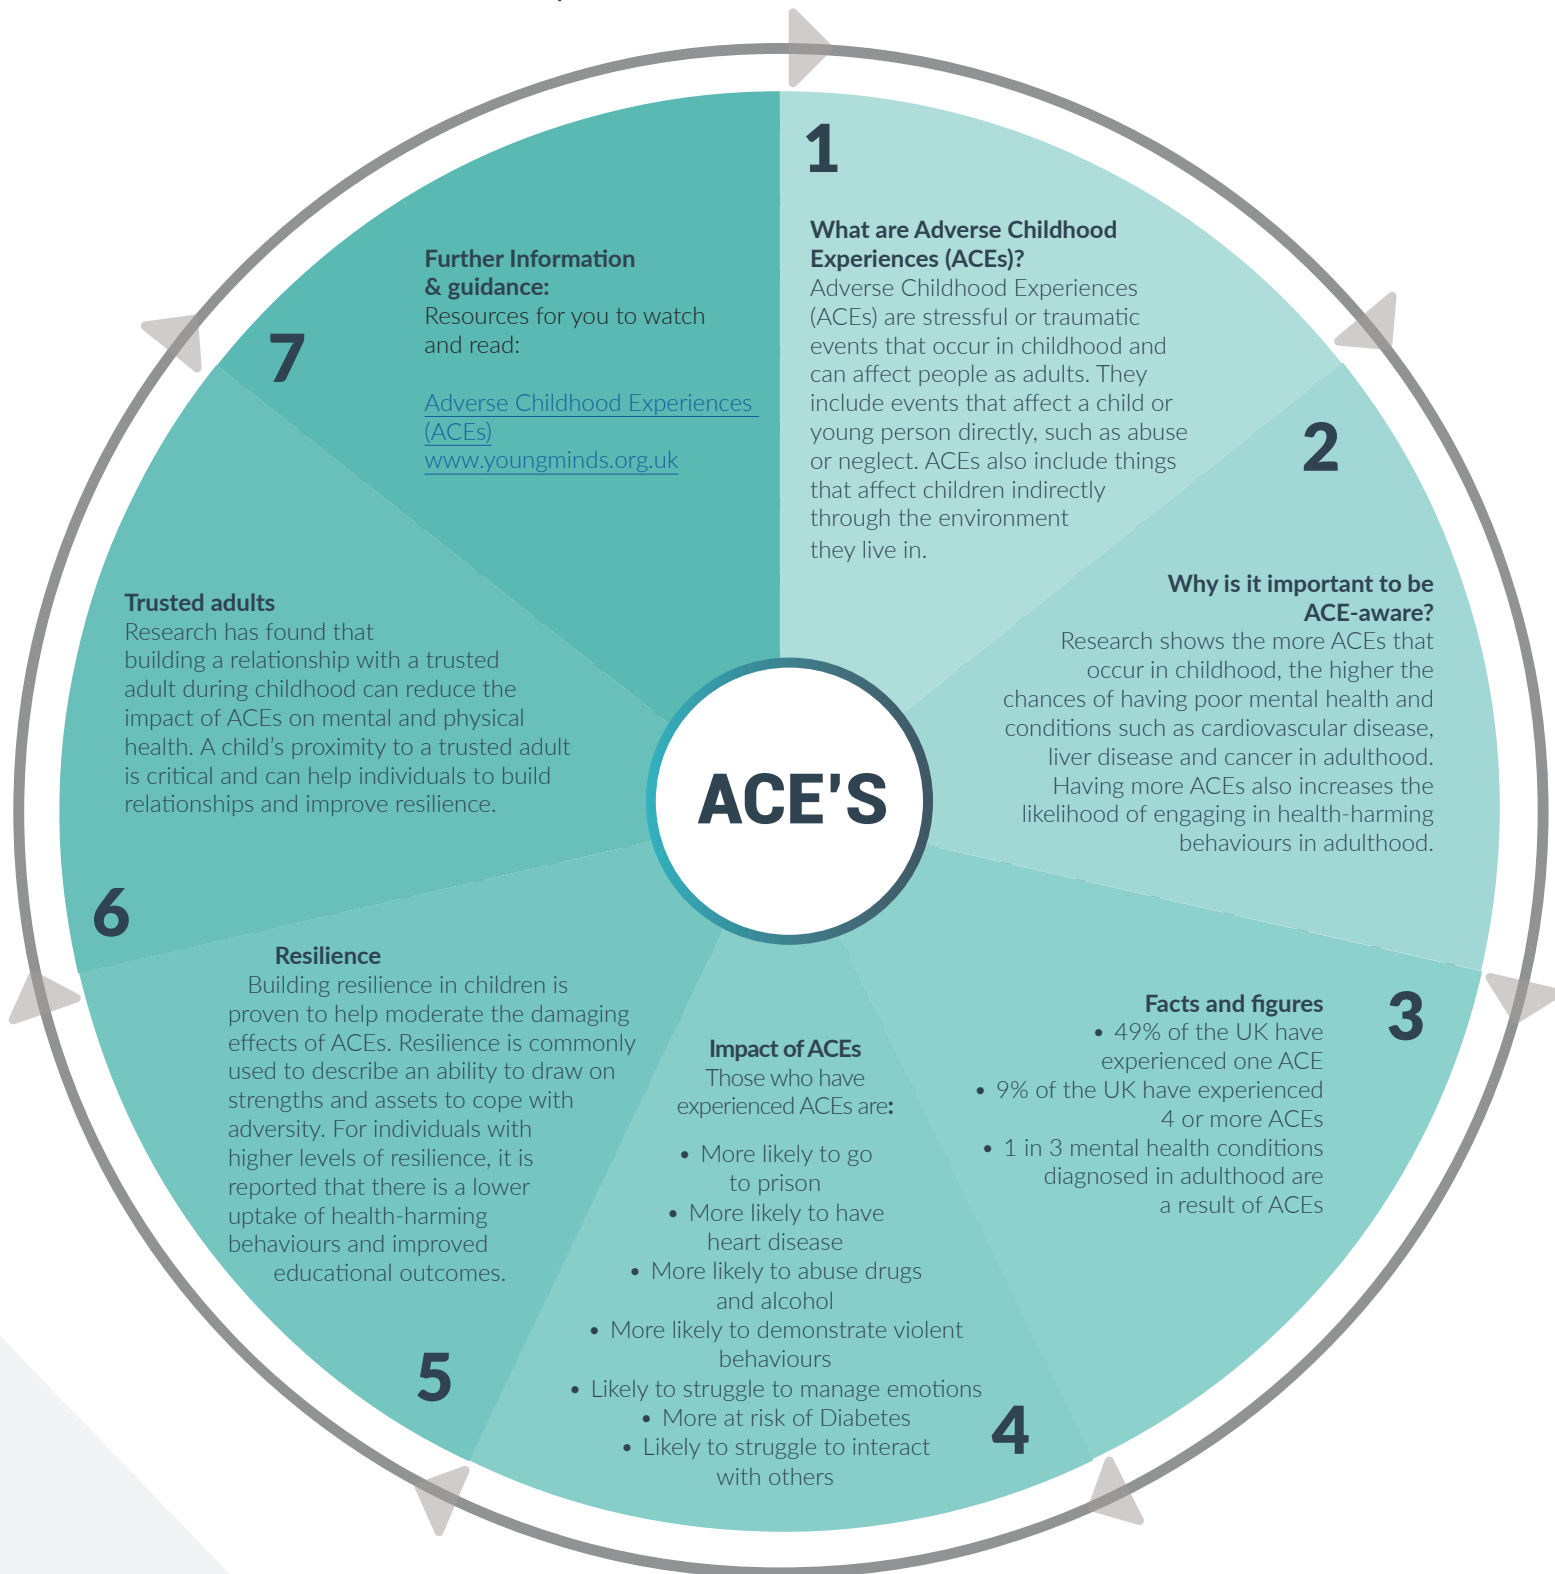 1
What are Adverse Childhood
Experiences (ACEs)?
Adverse Childhood Experiences
(ACEs) are stressful or traumatic
events that occur in childhood and
can affect people as adults. They
include events that affect a child or
young person directly, such as abuse
or neglect. ACEs also include things
that affect children indirectly
through the environment
they live in.
2
Why is it important to be
ACE-aware?
Research shows the more ACEs that
occur in childhood, the higher the
chances of having poor mental health and
conditions such as cardiovascular disease,
liver disease and cancer in adulthood.
Having more ACEs also increases the
likelihood of engaging in health-harming
behaviours in adulthood.
3
Facts and figures
• 49% of the UK have
experienced one ACE
• 9% of the UK have experienced
4 or more ACEs
• 1 in 3 mental health conditions
diagnosed in adulthood are
a result of ACEs
4
Impact of ACEs
Those who have
experienced ACEs are:
• More likely to go
to prison
• More likely to have
heart disease
• More likely to abuse drugs
and alcohol
• More likely to demonstrate violent
behaviours
• Likely to struggle to manage emotions
• More at risk of Diabetes
• Likely to struggle to interact
with others
5
Resilience
Building resilience in children is
proven to help moderate the damaging
effects of ACEs. Resilience is commonly
used to describe an ability to draw on
strengths and assets to cope with
adversity. For individuals with
higher levels of resilience, it is
reported that there is a lower
uptake of health-harming
behaviours and improved
educational outcomes.
6
Trusted adults
Research has found that
building a relationship with a trusted
adult during childhood can reduce the
impact of ACEs on mental and physical
health. A child's proximity to a trusted adult
is critical and can help individuals to build
relationships and improve resilience.
7
Further Information
& guidance:
Resources for you to watch
and read:
Adverse Childhood Experiences
(ACEs)
www.youngminds.org.uk
ACE'S